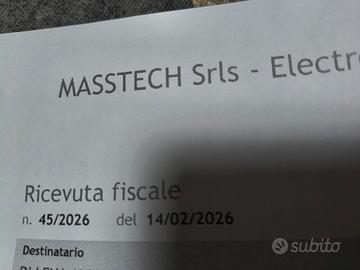 MASSTECH Srls - Electr
Ricevuta fiscale
n. 45/2026 del 14/02/2026
Destinatario
subito